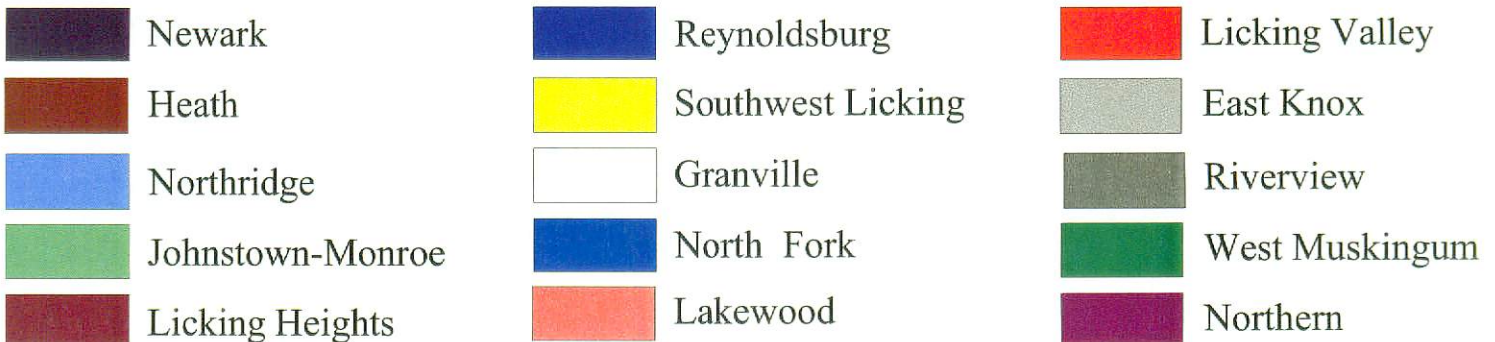 Newark
Heath
Northridge
Johnstown-Monroe
Licking Heights
Reynoldsburg
Southwest Licking
Granville
North Fork
Lakewood
Licking Valley
East Knox
Riverview
West Muskingum
Northern